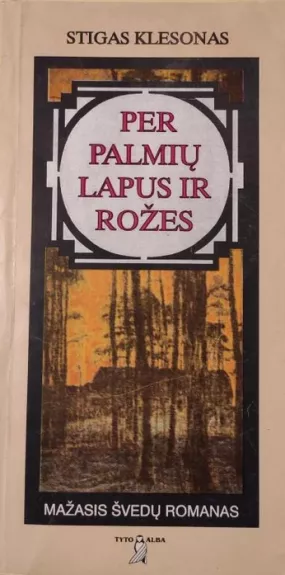 STIGAS KLESONAS
PER
PALMIŲ
LAPUS IR
ROŽES
MAŽASIS ŠVEDŲ ROMANAS
TYTO ALBA